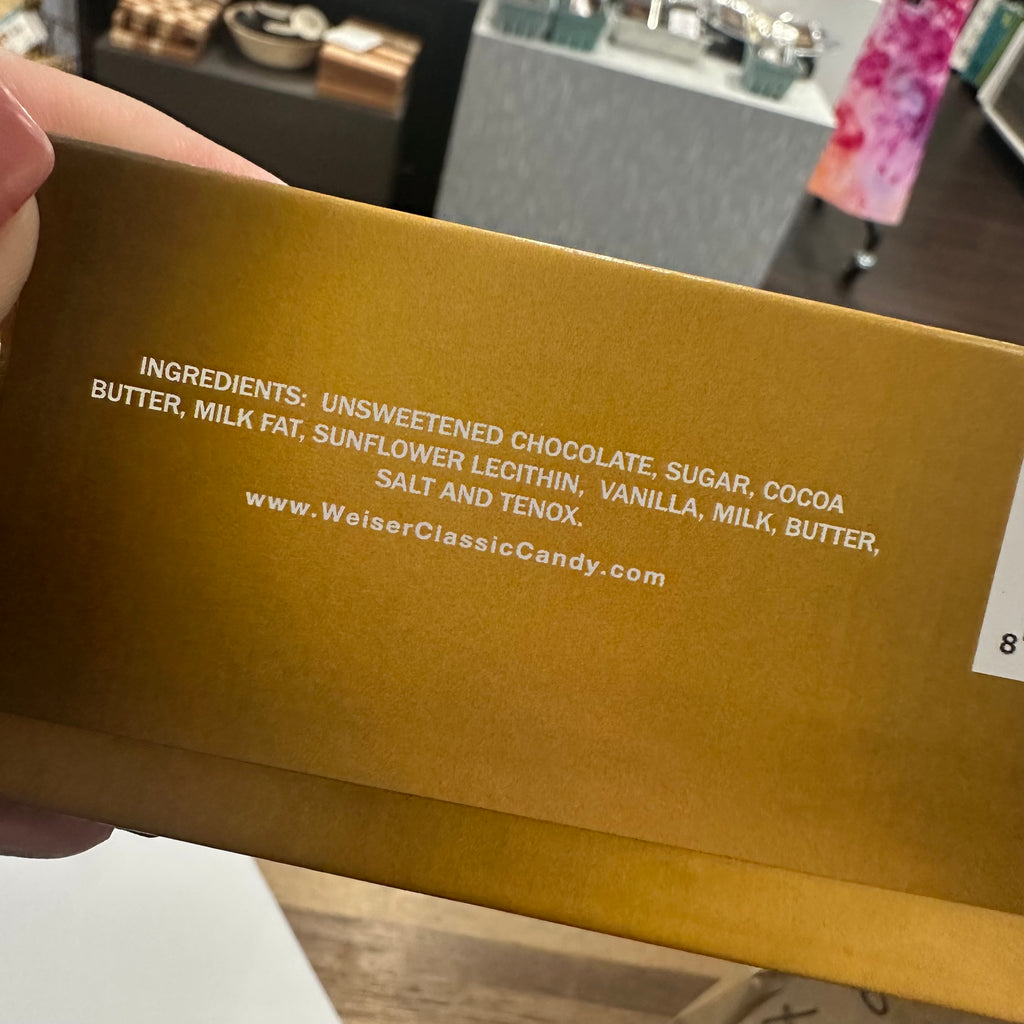 INGREDIENTS: UNSWEETENED CHOCOLATE, SUGAR, COCOA
BUTTER, MILK FAT, SUNFLOWER LECITHIN, VANILLA, MILK, BUTTER,
SALT AND TENOX.
www.WeiserClassicCandy.com
8